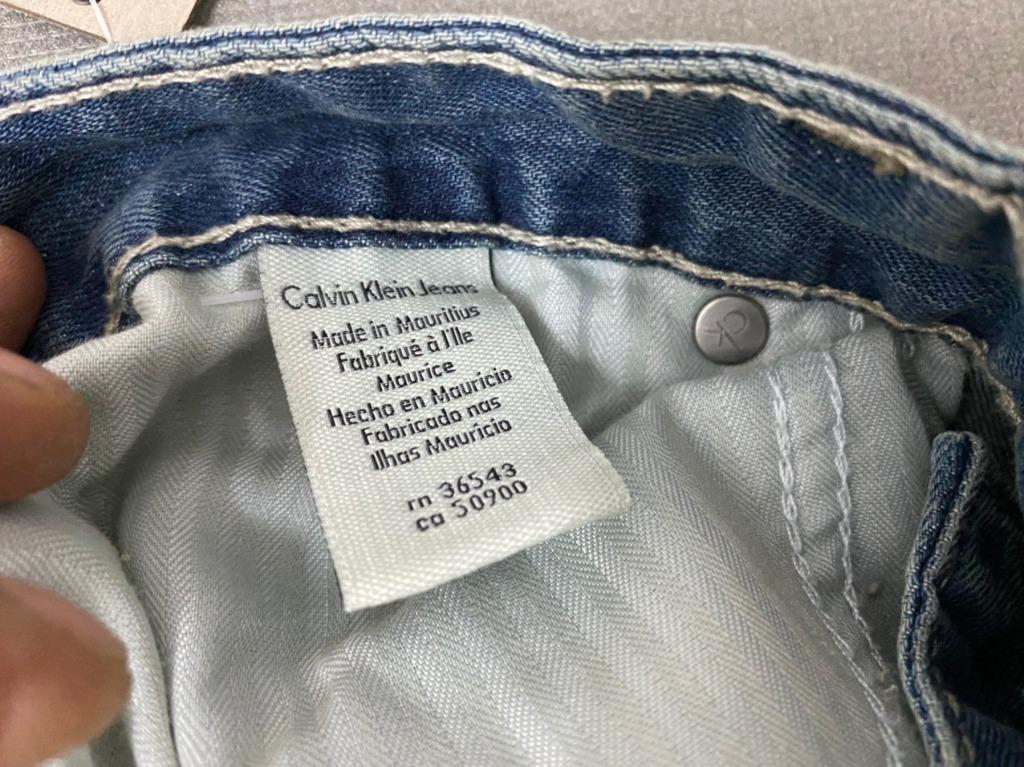 Calvin Klein Jeans
Made in Mauritius
Fabriqué à l'Ile
Maurice
Hecho en Mauricio
Fabricado nas
Ilhas Maurício
rn 36543
ca 50900
ck